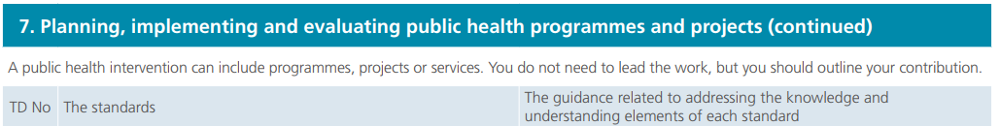 7. Planning, implementing and evaluating public health programmes and projects (continued)
A public health intervention can include programmes, projects or services. You do not need to lead the work, but you should outline your contribution.
TD No The standards The guidance related to addressing the knowledge and
understanding elements of each standard